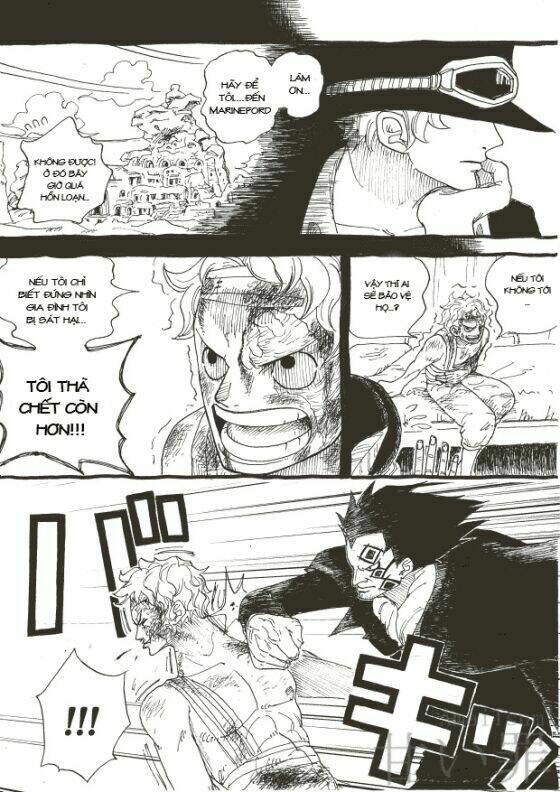 LÀM
ƠN...
HÃY ĐỂ
TÔI...ĐẾN
MARINEFORD
KHÔNG ĐƯỢC!
Ở ĐÓ BÂY
GIỜ QUÁ
HỖN LOẠN...
NẾU TÔI
KHÔNG TỚI
...
VẬY THÌ AI
SẼ BẢO VỆ
HỌ...?
NẾU TÔI CHỈ
BIẾT ĐỨNG NHÌN
GIA ĐÌNH TÔI
BỊ SÁT HẠI...
TÔI THÀ
CHẾT CÒN
HƠN!!!
!!!